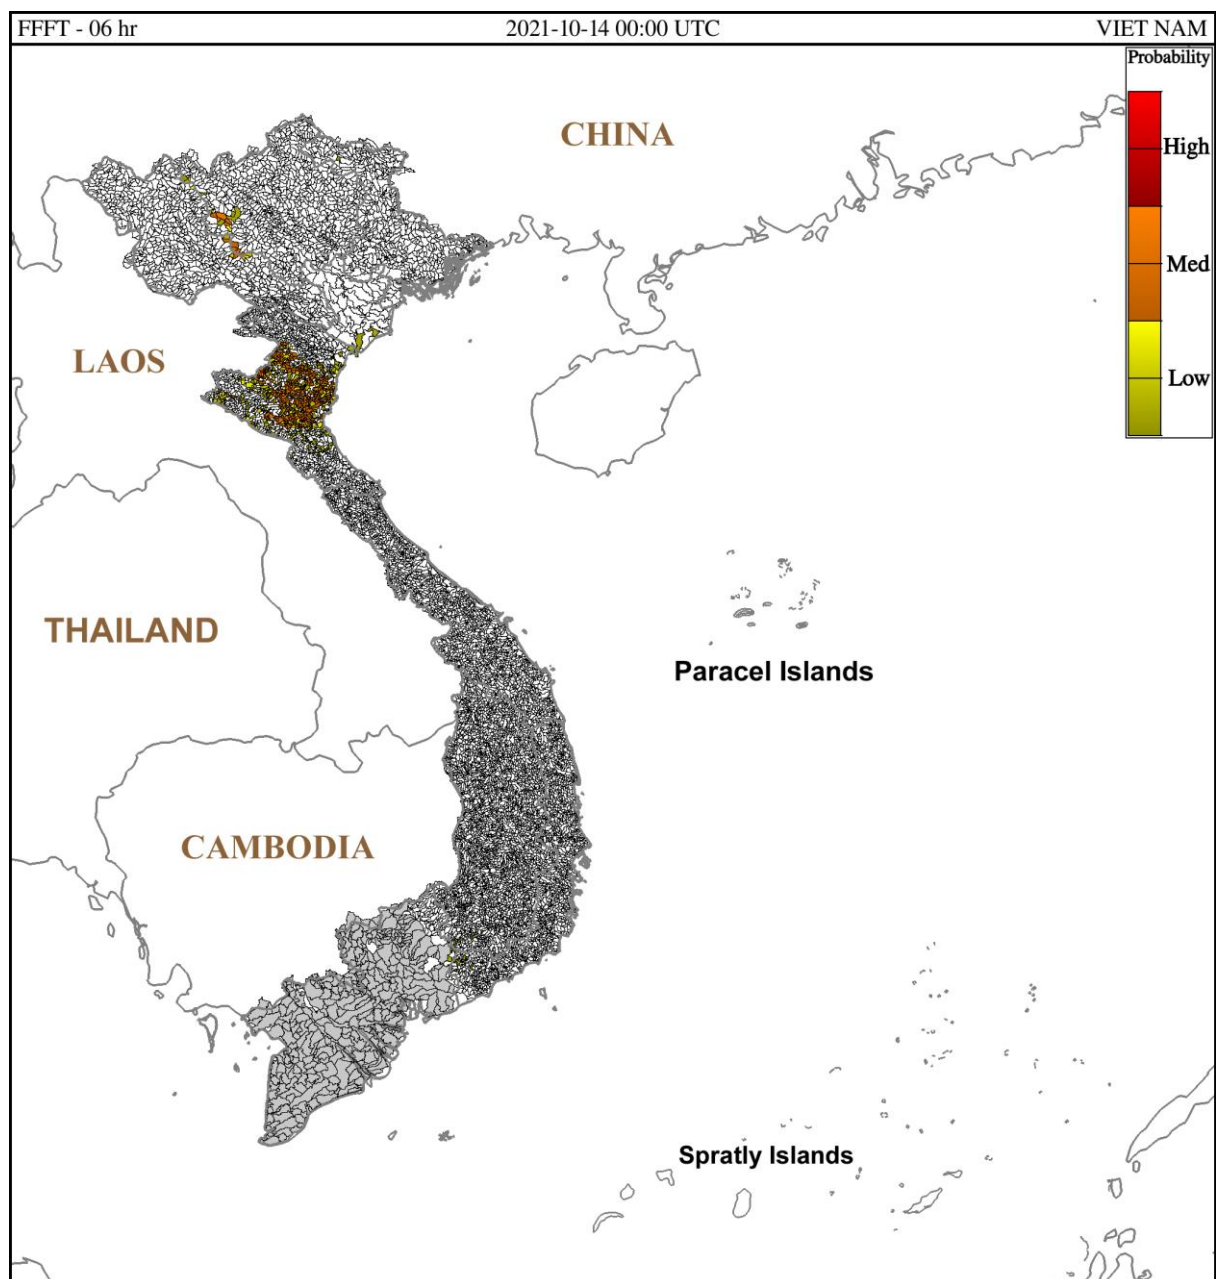 FFFT - 06 hr 2021-10-14 00:00 UTC VIET NAM
Probability
CHINA
High
Med
LAOS
Low
THAILAND
Paracel Islands
CAMBODIA
Spratly Islands